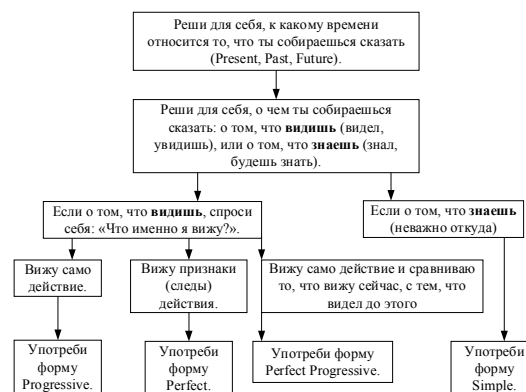 Реши для себя, к какому времени
относится то, что ты собираешься сказать
(Present, Past, Future).
Реши для себя, о чем ты собираешься
сказать: о том, что видишь (видел,
увидишь), или о том, что знаешь (знал,
будешь знать).
Если о том, что видишь, спроси
себя: «Что именно я вижу?».
Если о том, что знаешь
(неважно откуда)
Вижу само
действие.
Вижу признаки
(следы)
действия.
Вижу само действие и сравниваю
то, что вижу сейчас, с тем, что
видел до этого
Употреби
форму
Progressive.
Употреби
форму
Perfect.
Употреби форму
Perfect Progressive.
Употреби
форму
Simple.